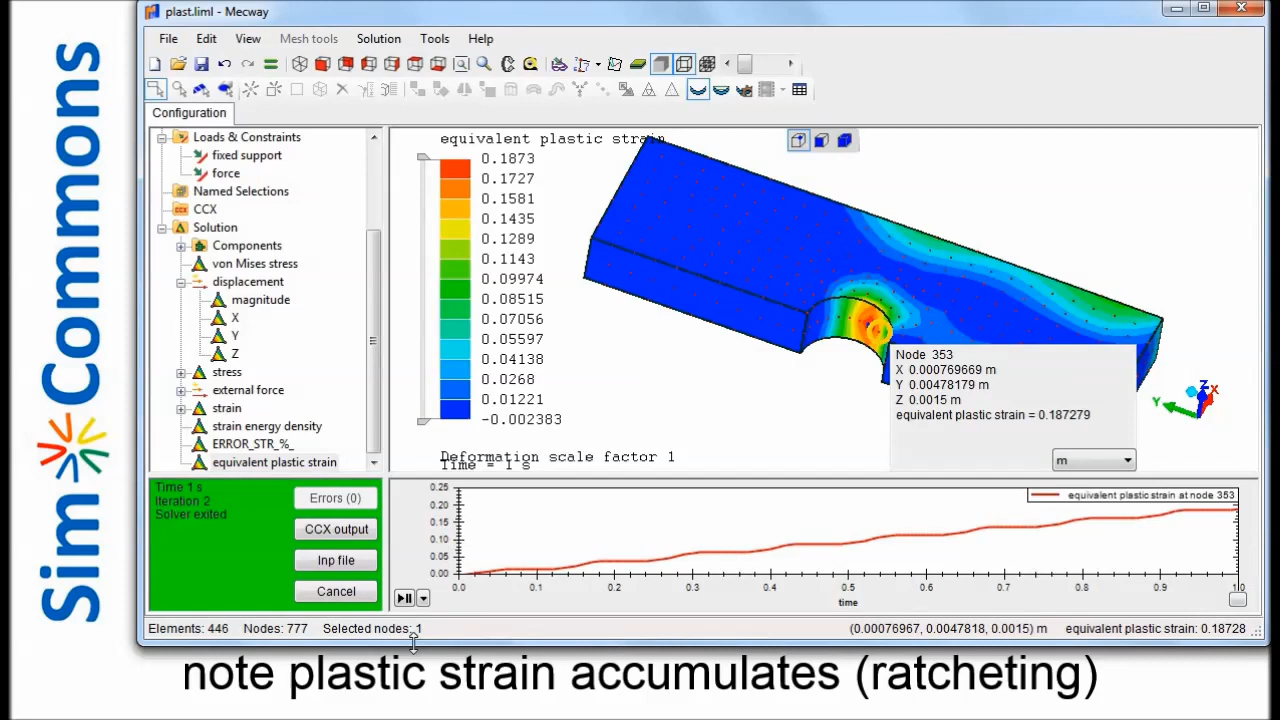 Sim Commons
plast.liml - Mecway
File Edit View Mesh tools Solution Tools Help
Configuration
Loads & Constraints
fixed support
force
Named Selections
CCX
Solution
Components
von Mises stress
displacement
magnitude
X
Y
Z
stress
external force
strain
strain energy density
ERROR_STR_%_
equivalent plastic strain
equivalent plastic strain
0.1873
0.1727
0.1581
0.1435
0.1289
0.1143
0.09974
0.08515
0.07056
0.05597
0.04138
0.0268
0.01221
-0.002383
Deformation scale factor 1
Time = 1 s
Node 353
X 0.000769669 m
Y 0.00478179 m
Z 0.0015 m
equivalent plastic strain = 0.187279
m
Z
X
Y
Time 1 s
Iteration 2
Solver exited
Errors (0)
CCX output
Inp file
Cancel
equivalent plastic strain at node 353
0.25
0.20
0.15
0.10
0.05
0.00
0.0 0.1 0.2 0.3 0.4 0.5 0.6 0.7 0.8 0.9 1.0
time
Elements: 446 Nodes: 777 Selected nodes: 1 (0.00076967, 0.0047818, 0.0015) m equivalent plastic strain: 0.18728
note plastic strain accumulates (ratcheting)